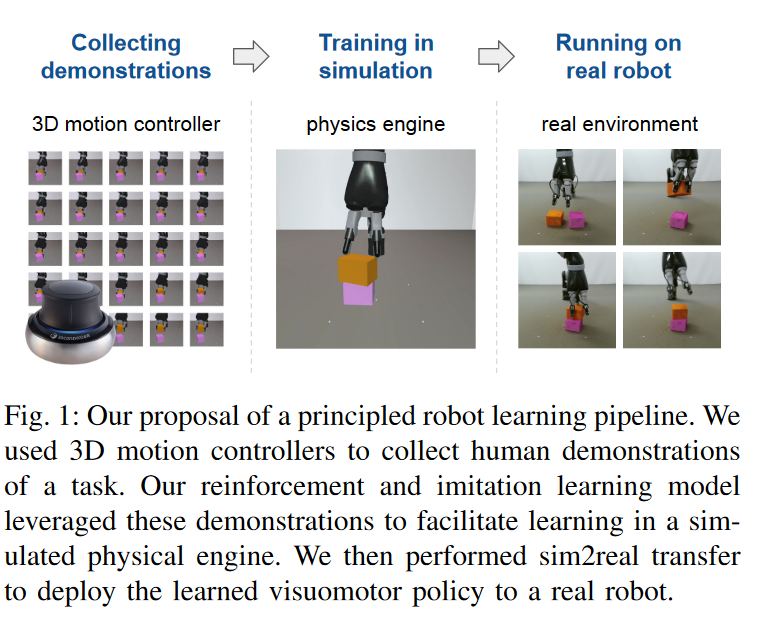 Collecting
demonstrations
Training in
simulation
Running on
real robot
3D motion controller
physics engine
real environment
Fig. 1: Our proposal of a principled robot learning pipeline. We
used 3D motion controllers to collect human demonstrations
of a task. Our reinforcement and imitation learning model
leveraged these demonstrations to facilitate learning in a sim-
ulated physical engine. We then performed sim2real transfer
to deploy the learned visuomotor policy to a real robot.